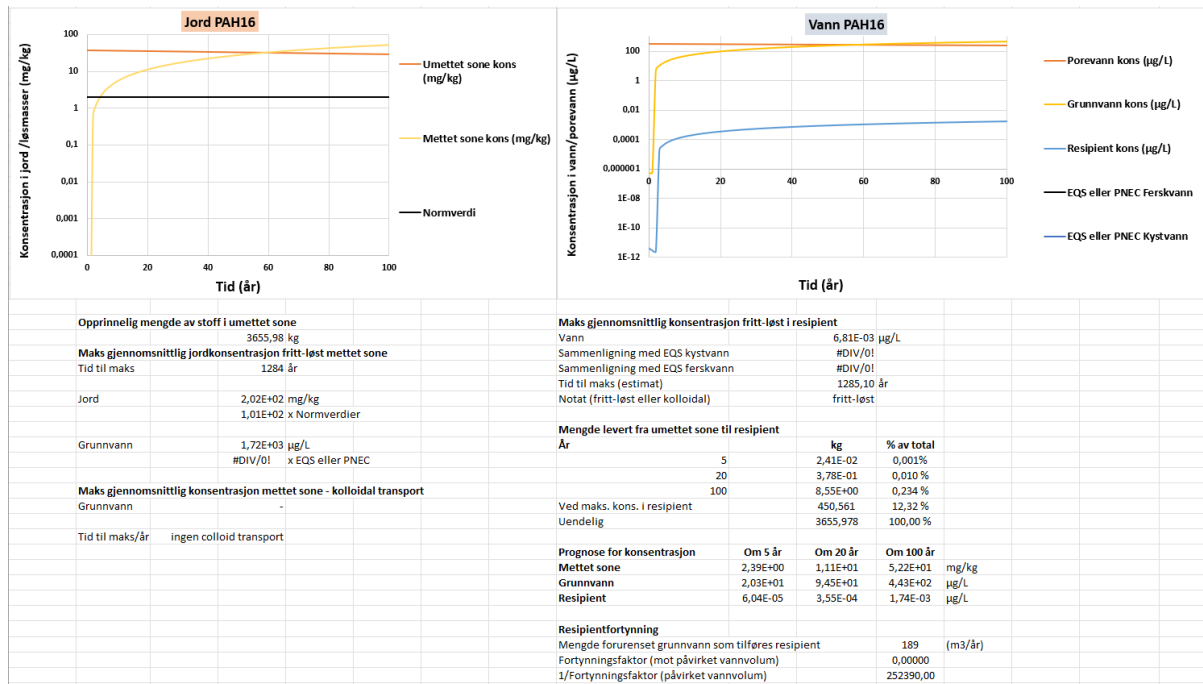 Jord PAH16
Konsentrasjon i jord /løsmasser (mg/kg)
100
10
1
0,1
0,01
0,001
0,0001
0 20 40 60 80 100
Tid (år)
Umettet sone kons (mg/kg)
Mettet sone kons (mg/kg)
Normverdi
Vann PAH16
Konsentrasjon i vann/porevann (µg/L)
100
1
0,01
0,0001
0,000001
1E-08
1E-10
1E-12
0 20 40 60 80 100
Tid (år)
Porevann kons (µg/L)
Grunnvann kons (µg/L)
Resipient kons (µg/L)
EQS eller PNEC Ferskvann
EQS eller PNEC Kystvann
Opprinnelig mengde av stoff i umettet sone
3655,98 kg
Maks gjennomsnittlig jordkonsentrasjon fritt-løst mettet sone
Tid til maks 1284 år
Jord 2,02E+02 mg/kg
1,01E+02 x Normverdier
Grunnvann 1,72E+03 µg/L
#DIV/0! x EQS eller PNEC
Maks gjennomsnittlig konsentrasjon mettet sone - kolloidal transport
Grunnvann -
Tid til maks/år ingen colloid transport
Maks gjennomsnittlig konsentrasjon fritt-løst i resipient
Vann 6,81E-03 µg/L
Sammenligning med EQS kystvann #DIV/0!
Sammenligning med EQS ferskvann #DIV/0!
Tid til maks (estimat) 1285,10 år
Notat (fritt-løst eller kolloidal) fritt-løst
Mengde levert fra umettet sone til resipient
År kg % av total
5 2,41E-02 0,001%
20 3,78E-01 0,010 %
100 8,55E+00 0,234 %
Ved maks. kons. i resipient 450,561 12,32 %
Uendelig 3655,978 100,00 %
Prognose for konsentrasjon Om 5 år Om 20 år Om 100 år
Mettet sone 2,39E+00 1,11E+01 5,22E+01 mg/kg
Grunnvann 2,03E+01 9,45E+01 4,43E+02 µg/L
Resipient 6,04E-05 3,55E-04 1,74E-03 µg/L
Resipientfortynning
Mengde forurenset grunnvann som tilføres resipient 189 (m3/år)
Fortynningsfaktor (mot påvirket vannvolum) 0,00000
1/Fortynningsfaktor (påvirket vannvolum) 252390,00